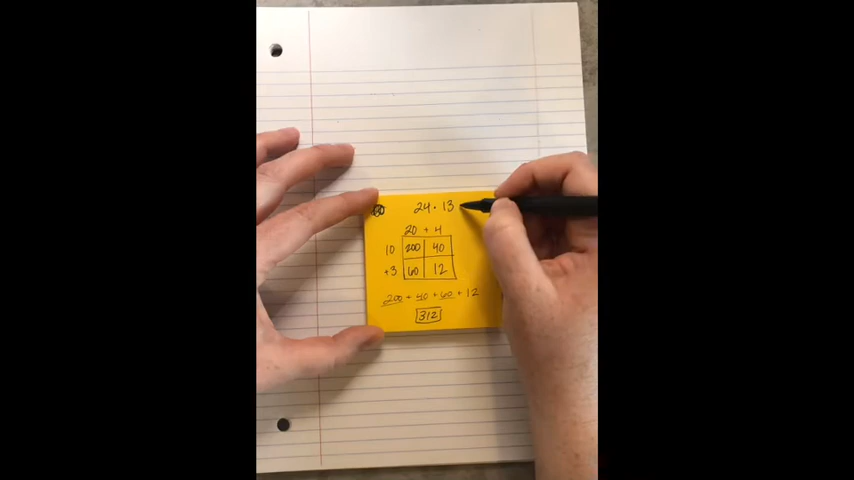 24 · 13
20 + 4
10 200 40
+3 60 12
200 + 40 + 60 + 12
312